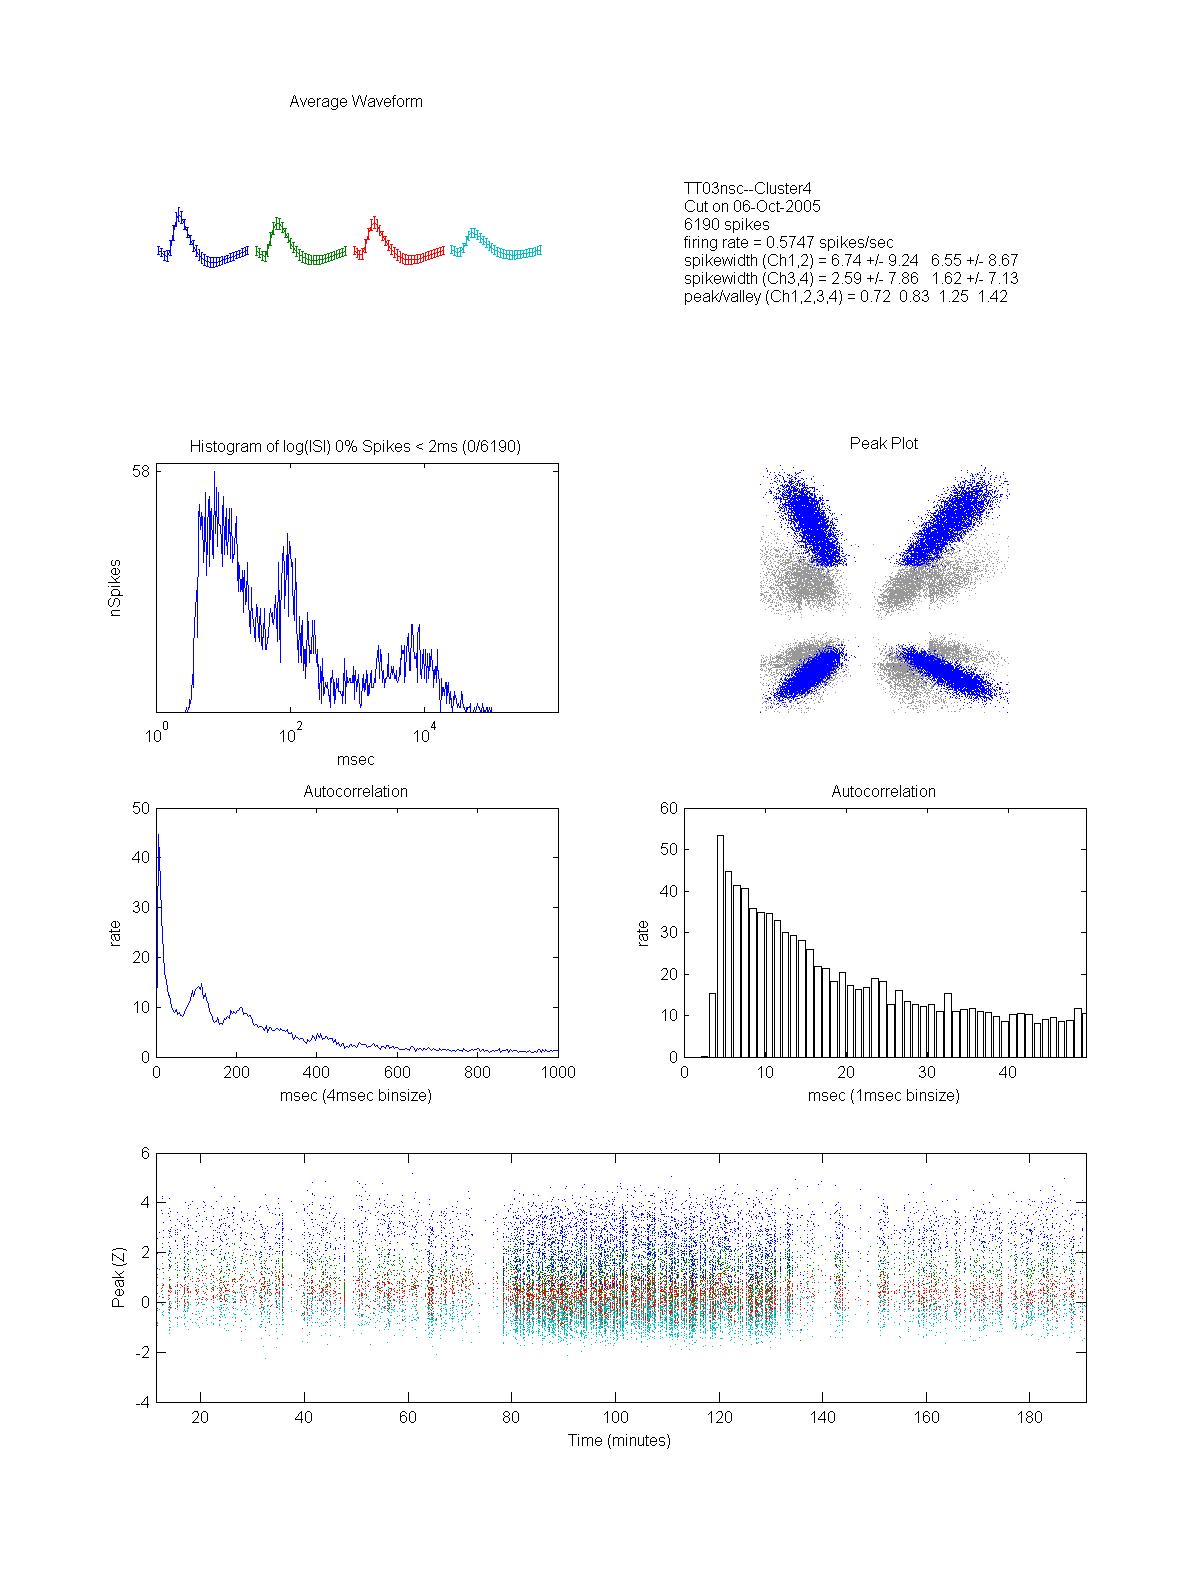 Average Waveform
TT03nsc--Cluster4
Cut on 06-Oct-2005
6190 spikes
firing rate = 0.5747 spikes/sec
spikewidth (Ch1,2) = 6.74 +/- 9.24   6.55 +/- 8.67
spikewidth (Ch3,4) = 2.59 +/- 7.86   1.62 +/- 7.13
peak/valley (Ch1,2,3,4) = 0.72  0.83  1.25  1.42
Histogram of log(ISI) 0% Spikes < 2ms (0/6190)
58
nSpikes
10^0 10^2 10^4
msec
Peak Plot
Autocorrelation
50
40
30
20
10
0
rate
0 200 400 600 800 1000
msec (4msec binsize)
Autocorrelation
60
50
40
30
20
10
0
rate
0 10 20 30 40
msec (1msec binsize)
6
4
2
0
-2
-4
Peak (Z)
20 40 60 80 100 120 140 160 180
Time (minutes)